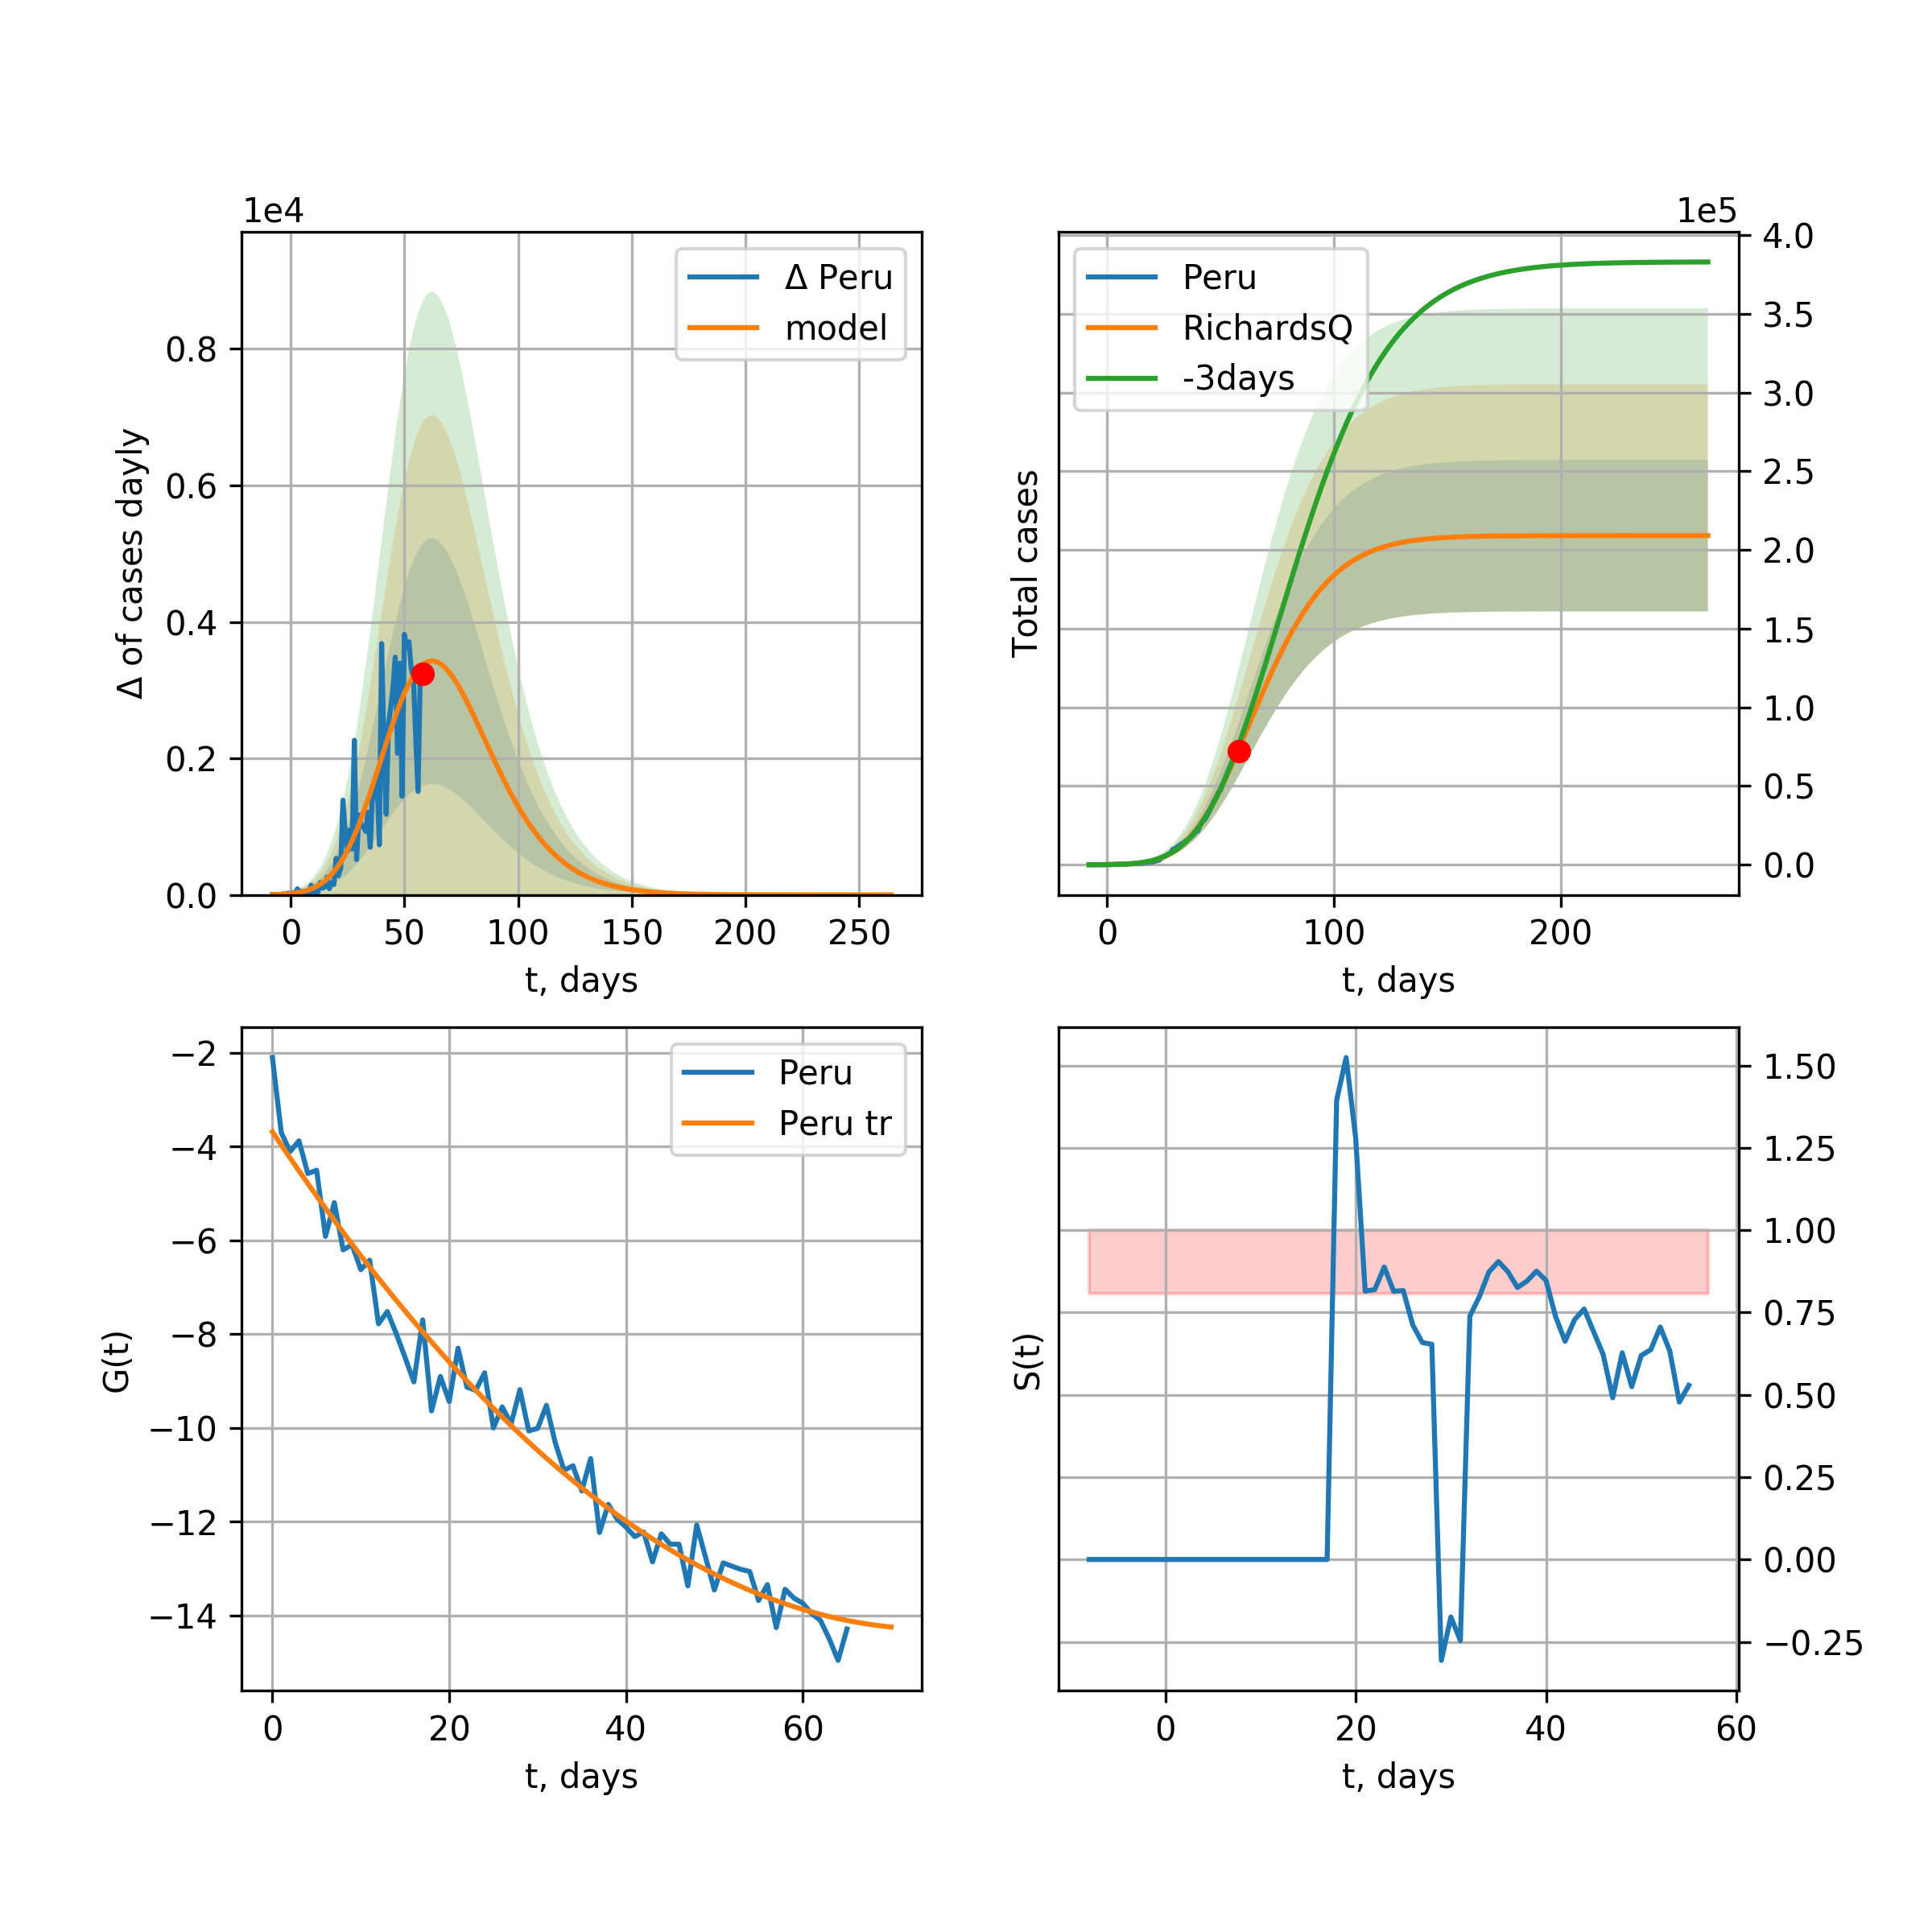 1e4
Δ of cases dayly
0.8
0.6
0.4
0.2
0.0
0 50 100 150 200 250
t, days
Δ Peru
model
1e5
Total cases
4.0
3.5
3.0
2.5
2.0
1.5
1.0
0.5
0.0
0 100 200
t, days
Peru
RichardsQ
-3days
G(t)
−2
−4
−6
−8
−10
−12
−14
0 20 40 60
t, days
Peru
Peru tr
S(t)
1.50
1.25
1.00
0.75
0.50
0.25
0.00
−0.25
0 20 40 60
t, days